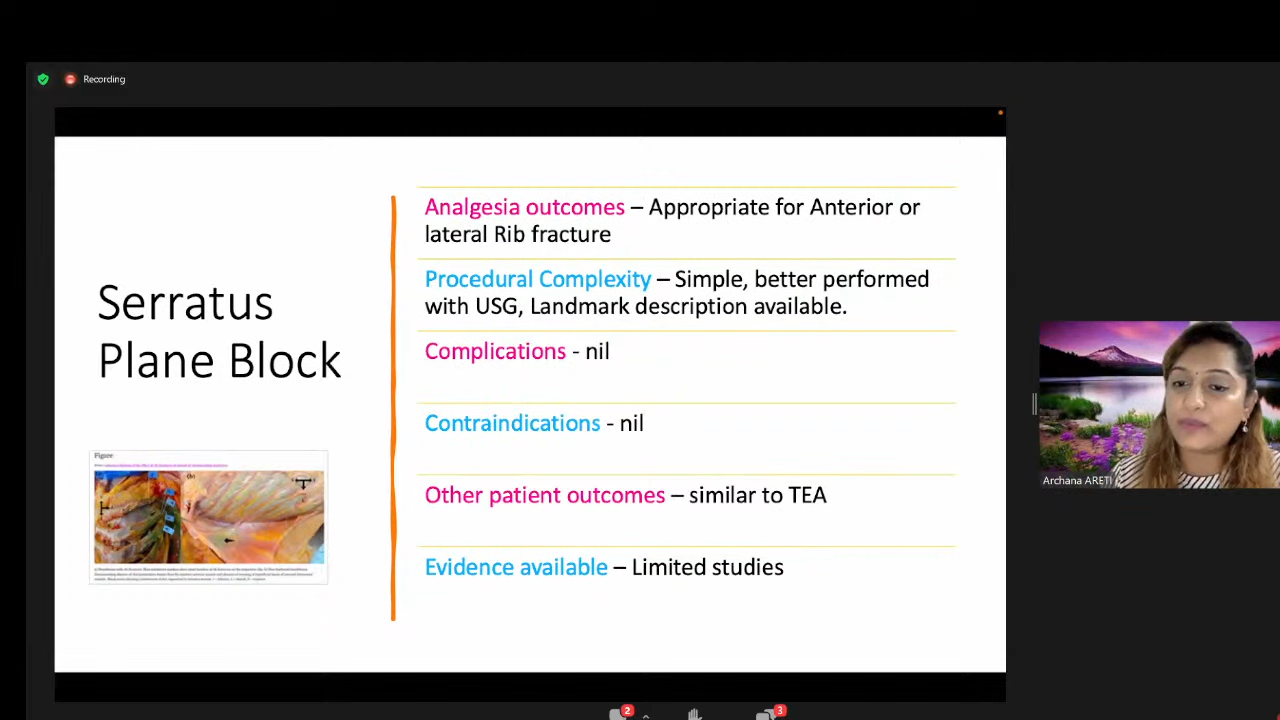 Recording
Serratus
Plane Block
Analgesia outcomes – Appropriate for Anterior or
lateral Rib fracture
Procedural Complexity – Simple, better performed
with USG, Landmark description available.
Complications - nil
Contraindications - nil
Other patient outcomes – similar to TEA
Evidence available – Limited studies
Figure
(b)
Archana ARETI
2
3